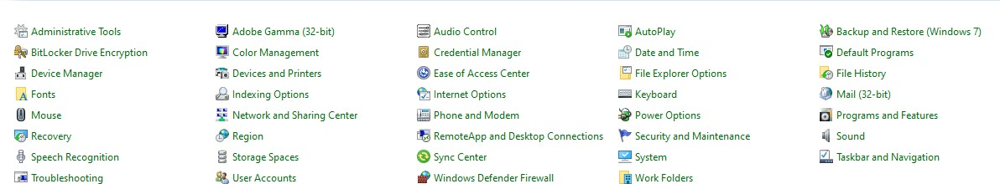 Administrative Tools Adobe Gamma (32-bit) Audio Control AutoPlay Backup and Restore (Windows 7)
BitLocker Drive Encryption Color Management Credential Manager Date and Time Default Programs
Device Manager Devices and Printers Ease of Access Center File Explorer Options File History
Fonts Indexing Options Internet Options Keyboard Mail (32-bit)
Mouse Network and Sharing Center Phone and Modem Power Options Programs and Features
Recovery Region RemoteApp and Desktop Connections Security and Maintenance Sound
Speech Recognition Storage Spaces Sync Center System Taskbar and Navigation
Troubleshooting User Accounts Windows Defender Firewall Work Folders